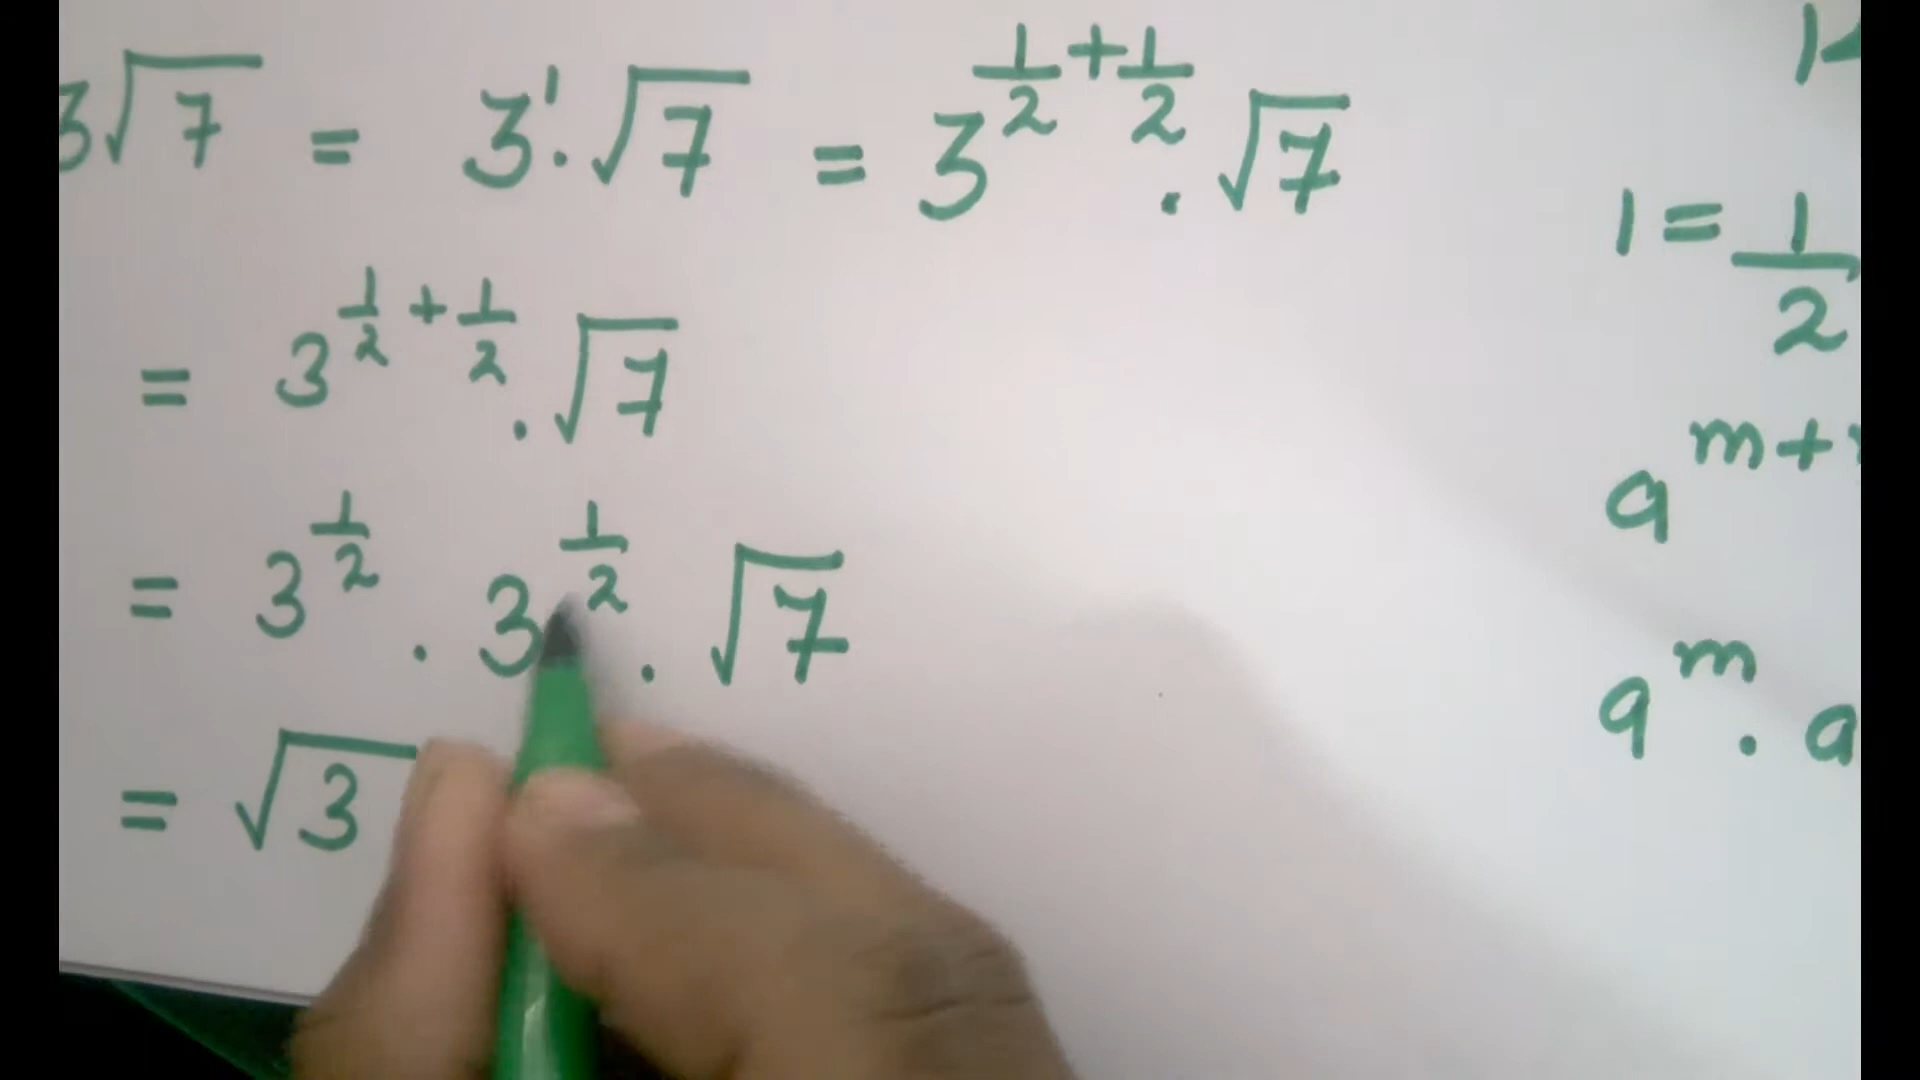 3√7 = 3¹.√7 = 3^(1/2+1/2) . √7
= 3^(1/2+1/2) . √7
= 3^(1/2) . 3^(1/2) . √7
= √3
1 = 1/2
a^(m+
a^m . a